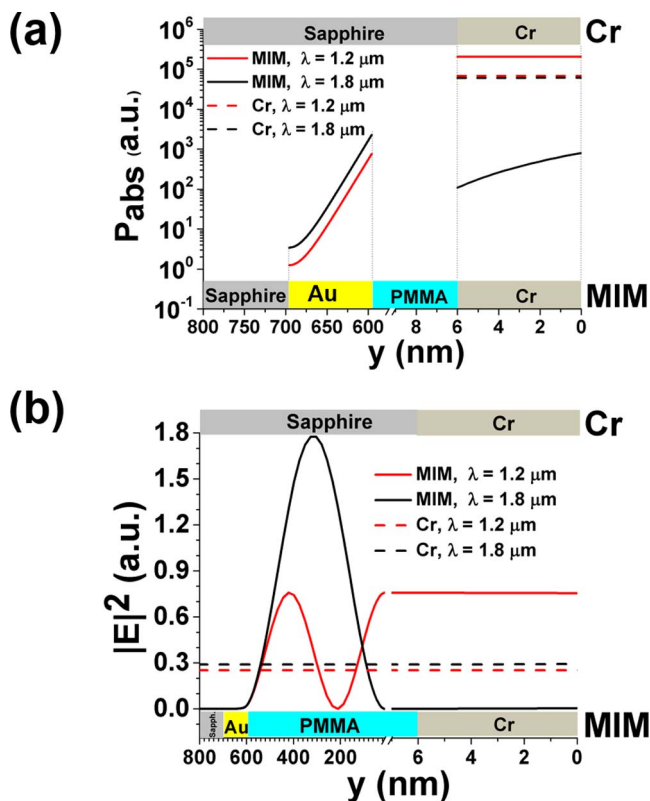 (a)
Sapphire Cr Cr
MIM, λ = 1.2 μm
MIM, λ = 1.8 μm
Cr, λ = 1.2 μm
Cr, λ = 1.8 μm
Pabs (a.u.)
10⁶
10⁵
10⁴
10³
10²
10¹
10⁰
10⁻¹
Sapphire Au PMMA Cr MIM
800 750 700 650 600 8 6 4 2 0
y (nm)
(b)
Sapphire Cr Cr
MIM, λ = 1.2 μm
MIM, λ = 1.8 μm
Cr, λ = 1.2 μm
Cr, λ = 1.8 μm
|E|² (a.u.)
1.8
1.5
1.2
0.9
0.6
0.3
0.0
Sapph. Au PMMA Cr MIM
800 600 400 200 6 4 2 0
y (nm)